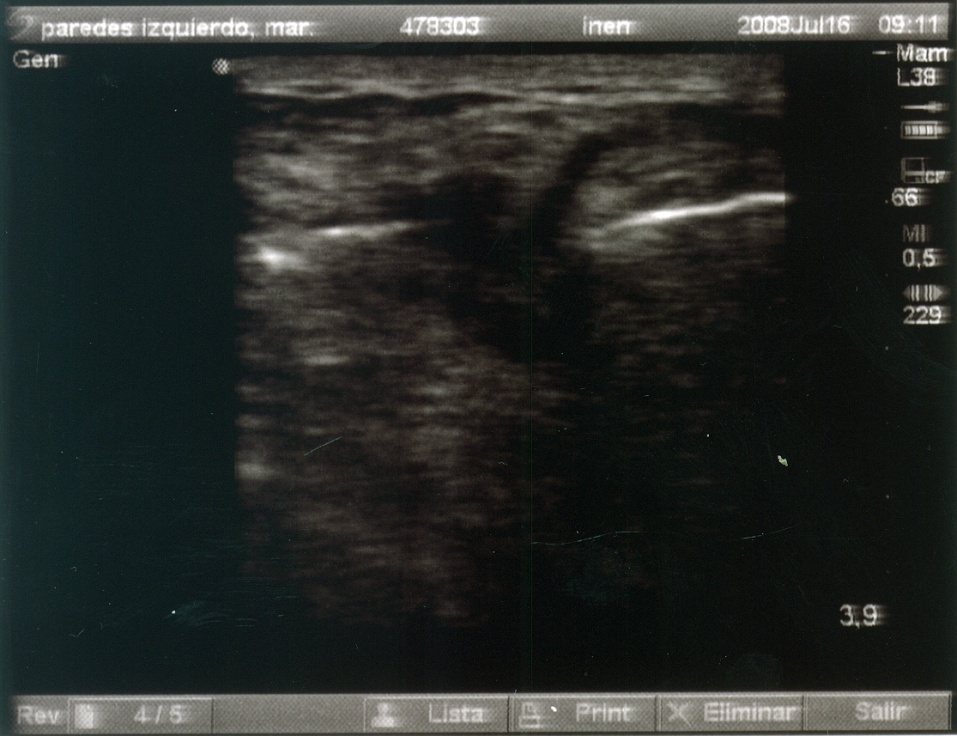 paredes izquierdo, mar. 478303 inen 2008Jul16 09:11
Gen
Mam
L38
66
MI
0,5
229
3,9
Rev 4/5 Lista Print Eliminar Salir